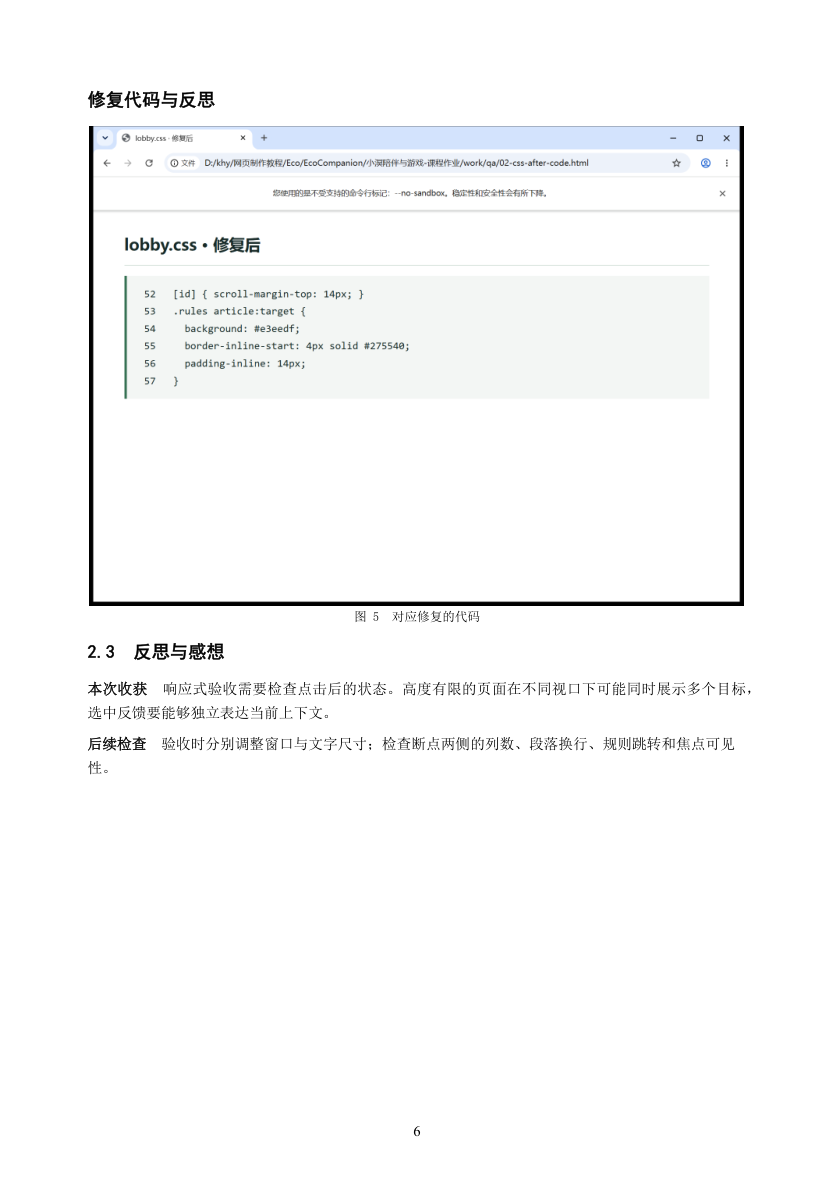 修复代码与反思
lobby.css · 修复后
文件 D:/khy/网页制作教程/Eco/EcoCompanion/小漠陪伴与游戏-课程作业/work/qa/02-css-after-code.html
您使用的是不受支持的命令行标记： --no-sandbox。稳定性和安全性会有所下降。
lobby.css • 修复后
52 [id] { scroll-margin-top: 14px; }
53 .rules article:target {
54 background: #e3eedf;
55 border-inline-start: 4px solid #275540;
56 padding-inline: 14px;
57 }
图 5 对应修复的代码
2.3 反思与感想
本次收获 响应式验收需要检查点击后的状态。高度有限的页面在不同视口下可能同时展示多个目标，
选中反馈要能够独立表达当前上下文。
后续检查 验收时分别调整窗口与文字尺寸；检查断点两侧的列数、段落换行、规则跳转和焦点可见
性。
6